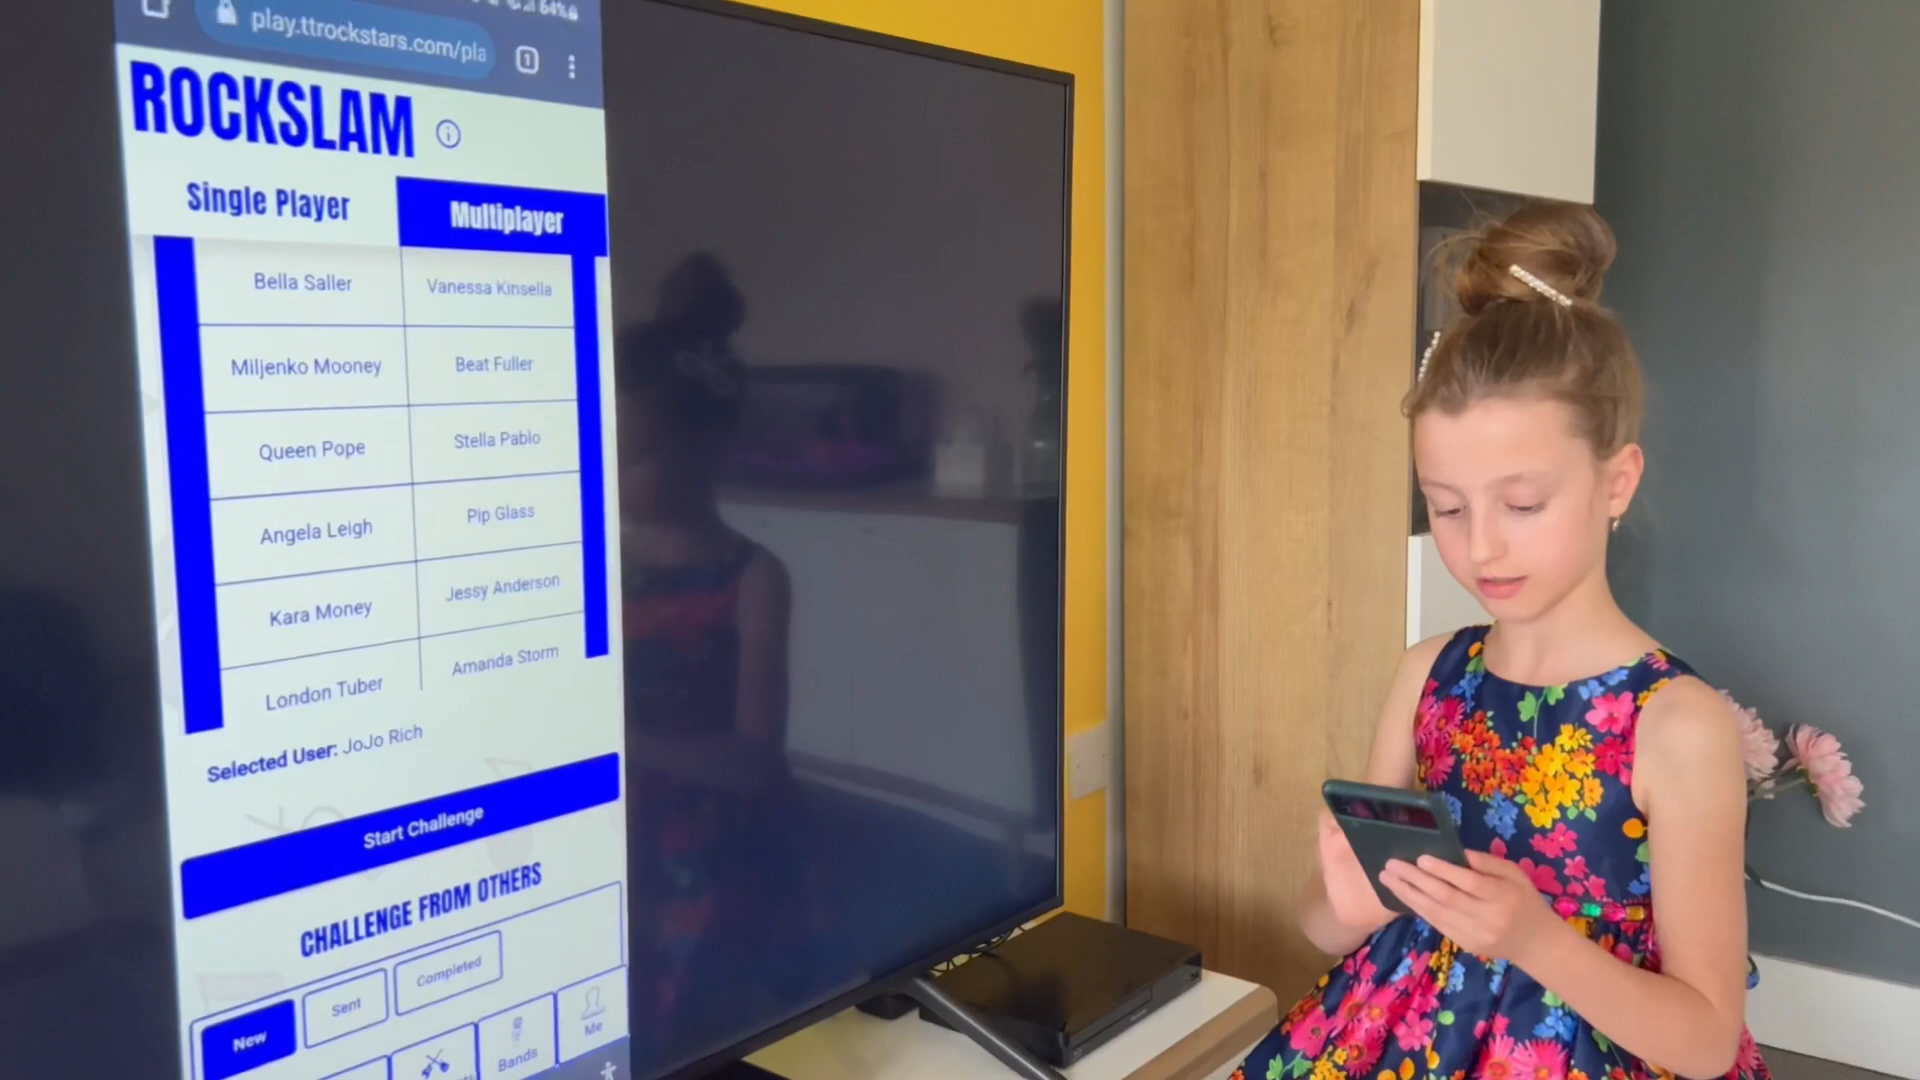 64%
play.ttrockstars.com/pla
1
ROCKSLAM
Single Player
Multiplayer
Bella Saller
Vanessa Kinsella
Miljenko Mooney
Beat Fuller
Queen Pope
Stella Pablo
Angela Leigh
Pip Glass
Kara Money
Jessy Anderson
London Tuber
Amanda Storm
Selected User: JoJo Rich
Start Challenge
CHALLENGE FROM OTHERS
New
Sent
Completed
Bands
Me